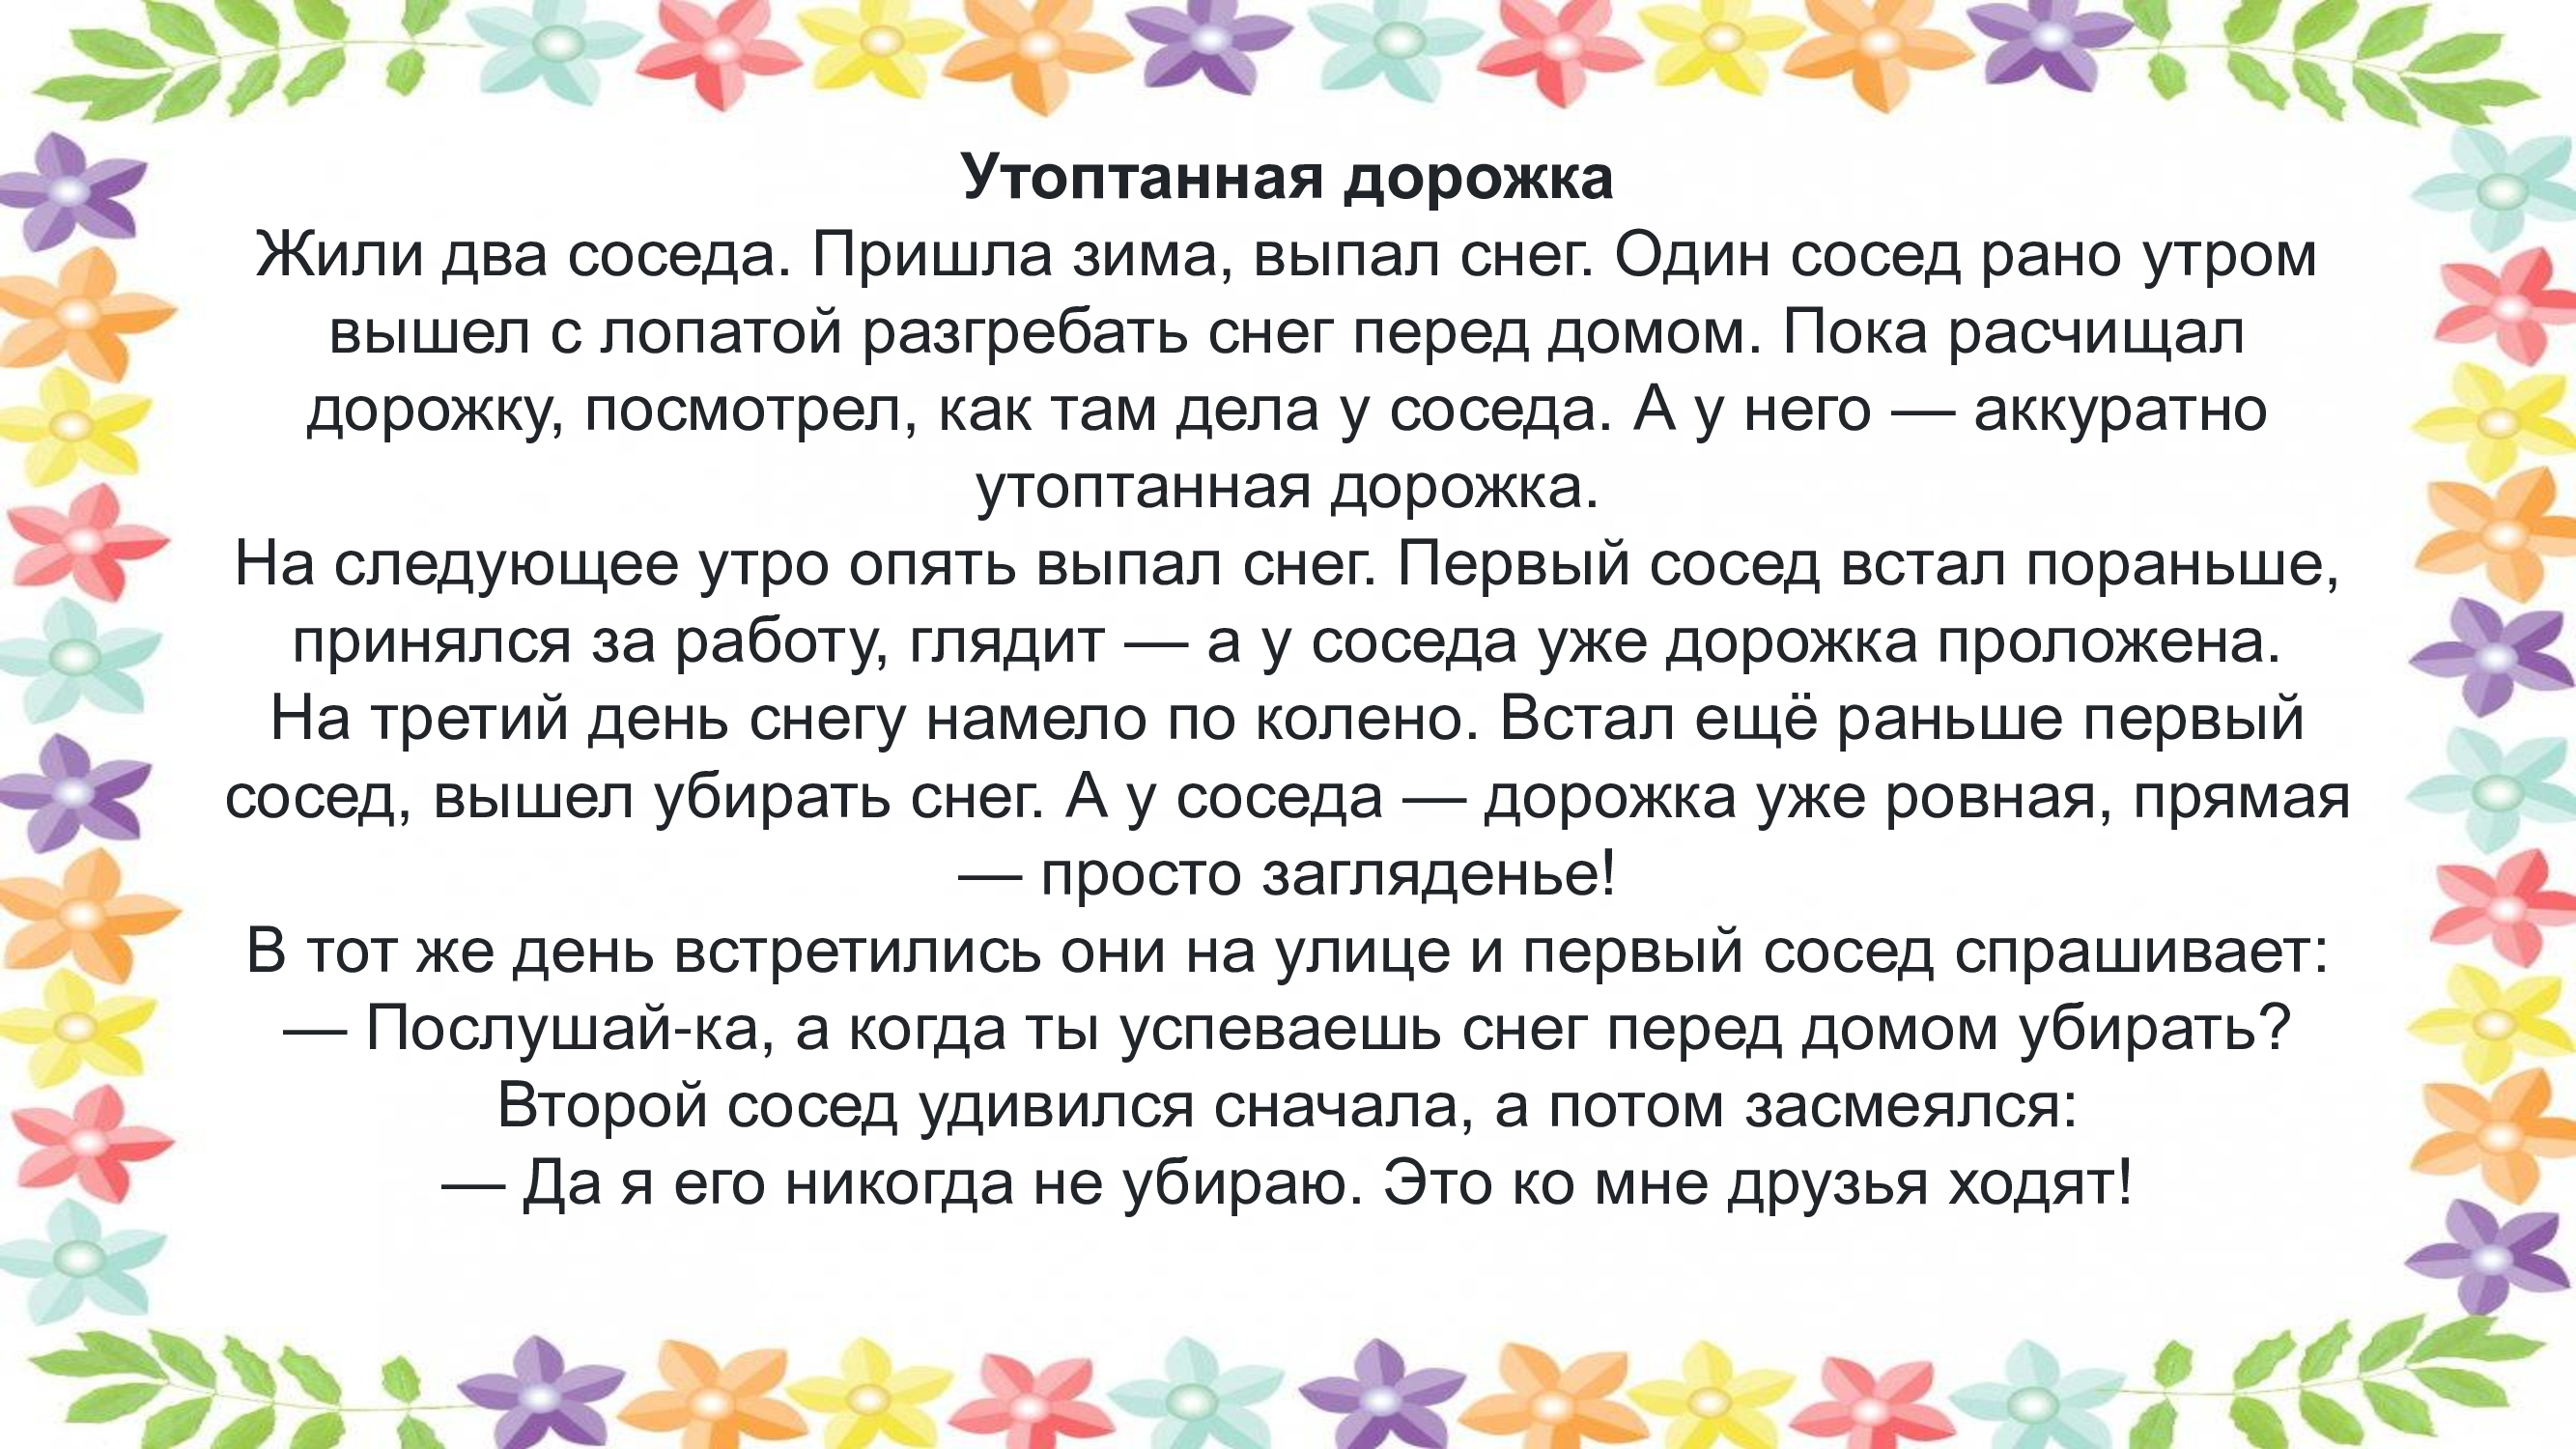 Утоптанная дорожка
Жили два соседа. Пришла зима, выпал снег. Один сосед рано утром
вышел с лопатой разгребать снег перед домом. Пока расчищал
дорожку, посмотрел, как там дела у соседа. А у него — аккуратно
утоптанная дорожка.
На следующее утро опять выпал снег. Первый сосед встал пораньше,
принялся за работу, глядит — а у соседа уже дорожка проложена.
На третий день снегу намело по колено. Встал ещё раньше первый
сосед, вышел убирать снег. А у соседа — дорожка уже ровная, прямая
— просто загляденье!
В тот же день встретились они на улице и первый сосед спрашивает:
— Послушай-ка, а когда ты успеваешь снег перед домом убирать?
Второй сосед удивился сначала, а потом засмеялся:
— Да я его никогда не убираю. Это ко мне друзья ходят!